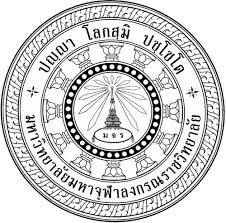 ปญฺญา โลกสฺมิ ปชฺโชโต
มจร
มหาวิทยาลัยมหาจุฬาลงกรณราชวิทยาลัย